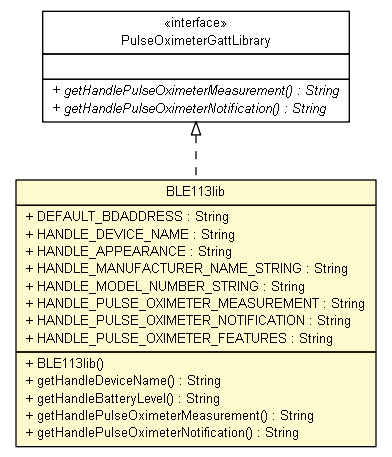 «interface»
PulseOximeterGattLibrary
+ getHandlePulseOximeterMeasurement() : String
+ getHandlePulseOximeterNotification() : String
BLE113lib
+ DEFAULT_BDADDRESS : String
+ HANDLE_DEVICE_NAME : String
+ HANDLE_APPEARANCE : String
+ HANDLE_MANUFACTURER_NAME_STRING : String
+ HANDLE_MODEL_NUMBER_STRING : String
+ HANDLE_PULSE_OXIMETER_MEASUREMENT : String
+ HANDLE_PULSE_OXIMETER_NOTIFICATION : String
+ HANDLE_PULSE_OXIMETER_FEATURES : String
+ BLE113lib()
+ getHandleDeviceName() : String
+ getHandleBatteryLevel() : String
+ getHandlePulseOximeterMeasurement() : String
+ getHandlePulseOximeterNotification() : String